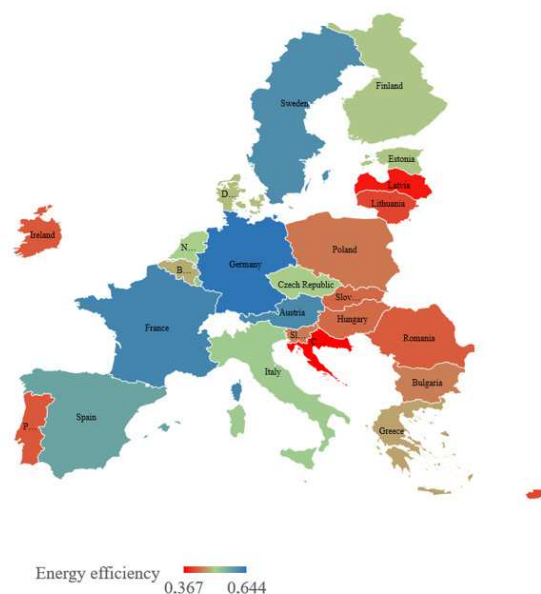 Finland
Sweden
Estonia
Latvia
Lithuania
D...
Ireland
N...
Poland
B...
Germany
Czech Republic
Slov...
Austria
Hungary
France
Sl...
C...
Romania
Italy
Bulgaria
Spain
P...
Greece
Energy efficiency
0.367 0.644